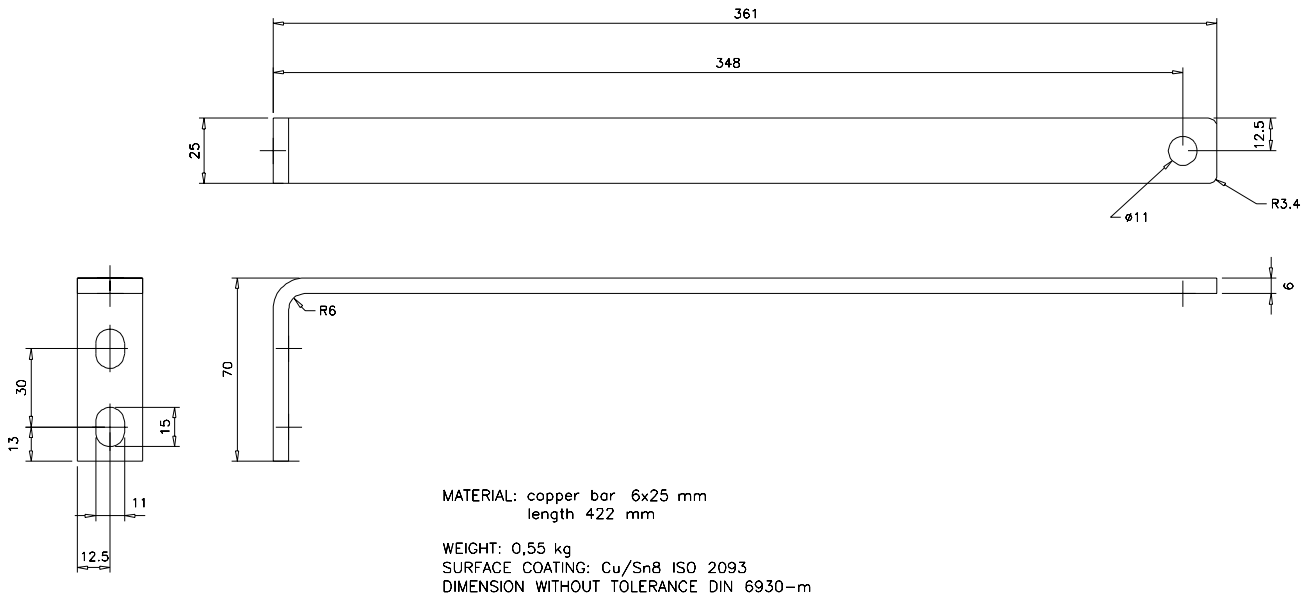 361
348
25
12.5
R3.4
ø11
6
R6
70
30
13
15
11
12.5
MATERIAL: copper bar 6x25 mm
length 422 mm
WEIGHT: 0,55 kg
SURFACE COATING: Cu/Sn8 ISO 2093
DIMENSION WITHOUT TOLERANCE DIN 6930-m